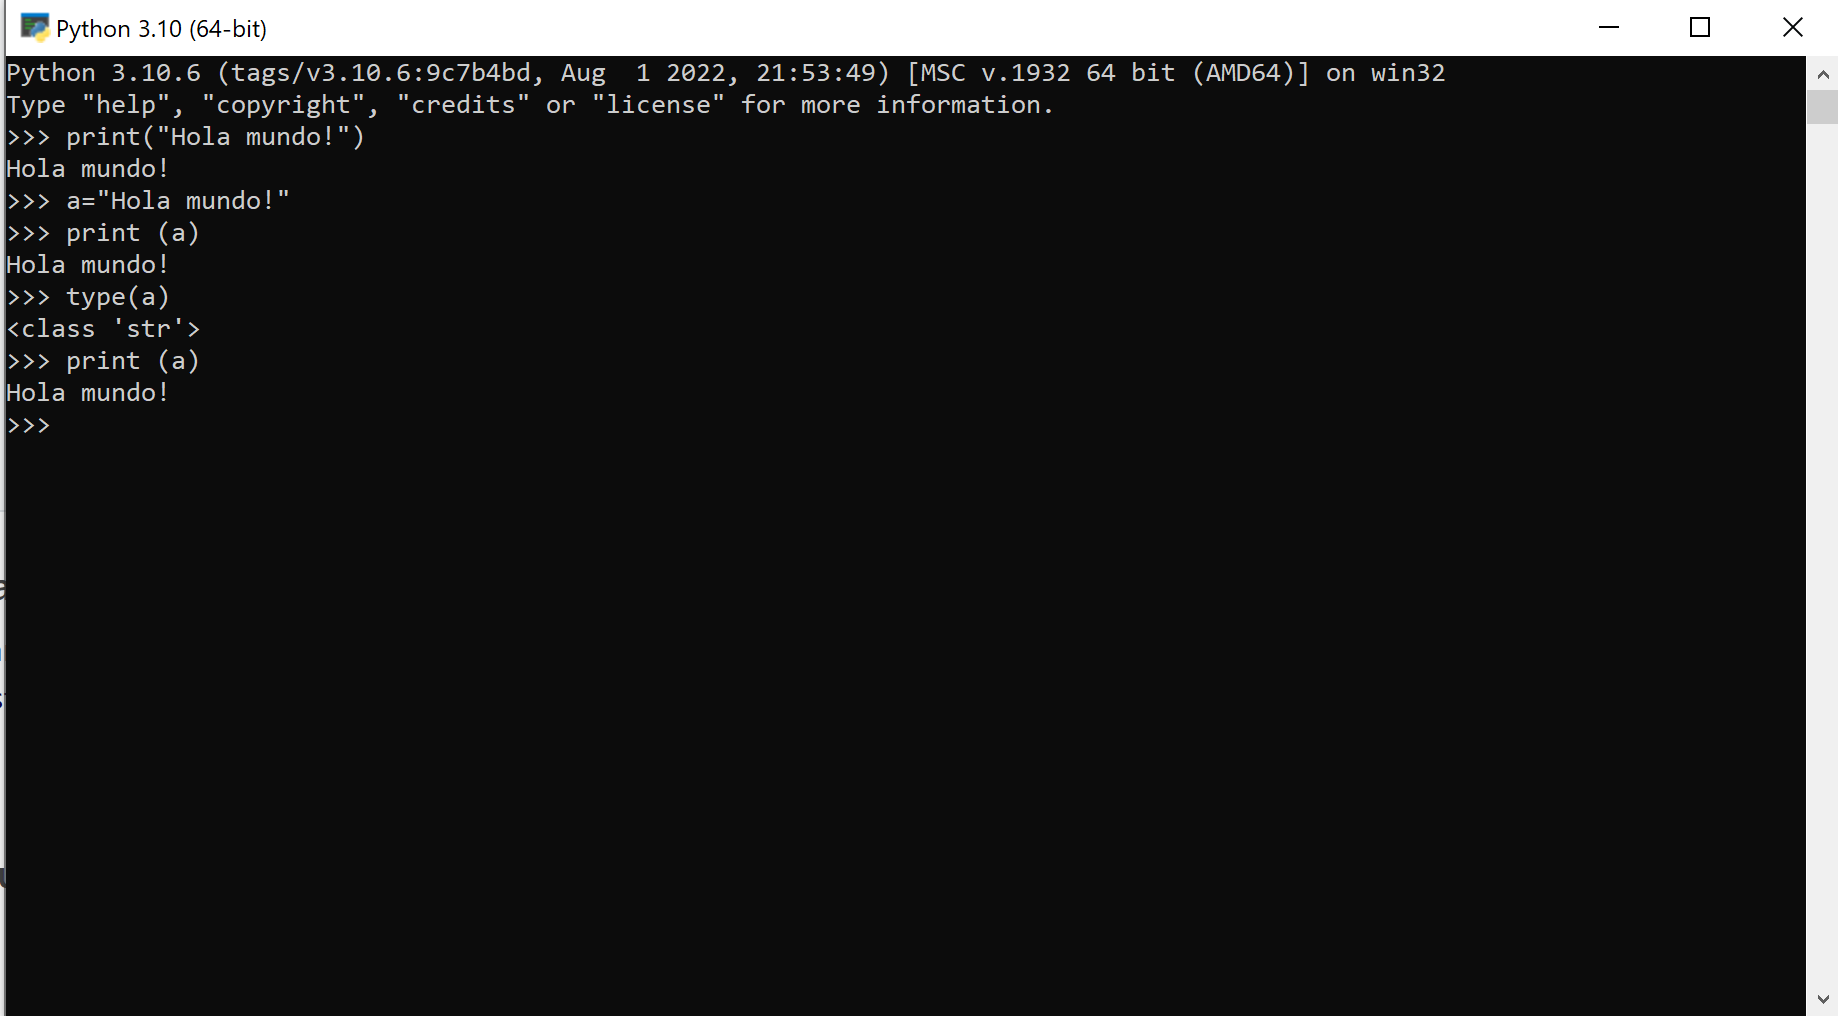 Python 3.10 (64-bit)
Python 3.10.6 (tags/v3.10.6:9c7b4bd, Aug  1 2022, 21:53:49) [MSC v.1932 64 bit (AMD64)] on win32
Type "help", "copyright", "credits" or "license" for more information.
>>> print("Hola mundo!")
Hola mundo!
>>> a="Hola mundo!"
>>> print (a)
Hola mundo!
>>> type(a)
<class 'str'>
>>> print (a)
Hola mundo!
>>>